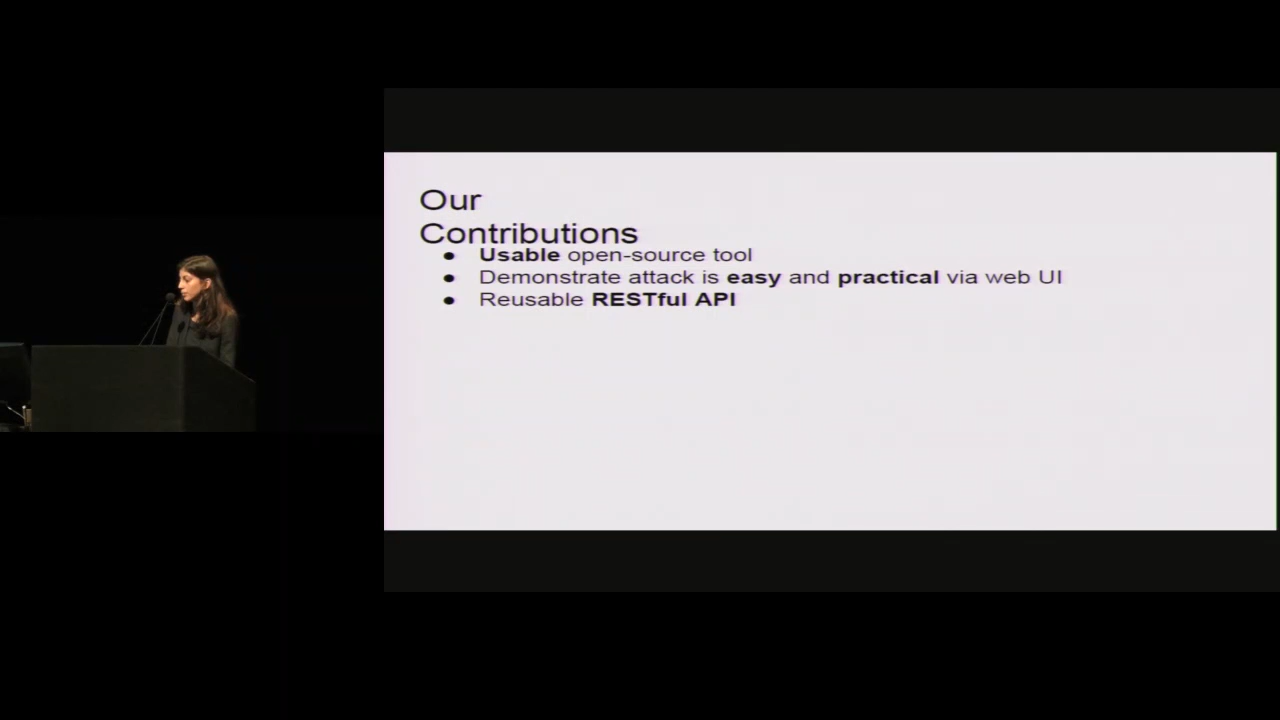 Our
Contributions
● Usable open-source tool
● Demonstrate attack is easy and practical via web UI
● Reusable RESTful API